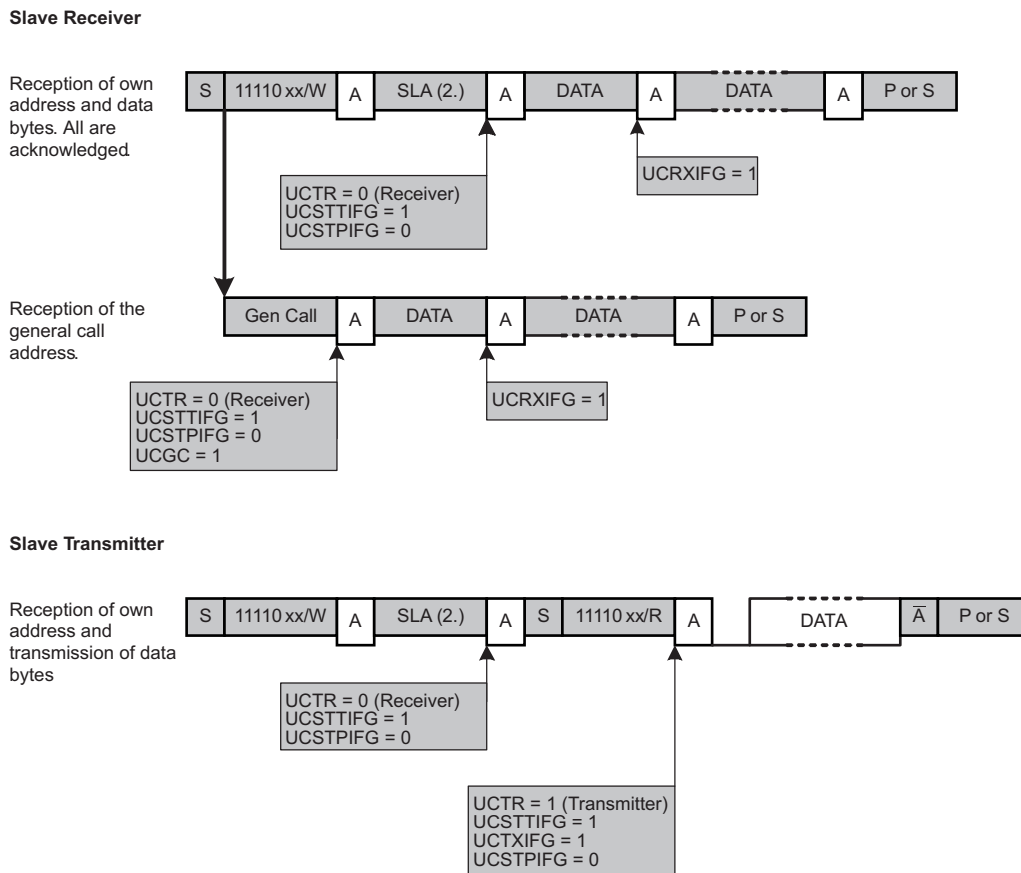 Slave Receiver
Reception of own
address and data
bytes. All are
acknowledged.
S 11110 xx/W A SLA (2.) A DATA A DATA A P or S
UCTR = 0 (Receiver)
UCSTTIFG = 1
UCSTPIFG = 0
UCRXIFG = 1
Reception of the
general call
address.
Gen Call A DATA A DATA A P or S
UCTR = 0 (Receiver)
UCSTTIFG = 1
UCSTPIFG = 0
UCGC = 1
UCRXIFG = 1
Slave Transmitter
Reception of own
address and
transmission of data
bytes
S 11110 xx/W A SLA (2.) A S 11110 xx/R A DATA A̅ P or S
UCTR = 0 (Receiver)
UCSTTIFG = 1
UCSTPIFG = 0
UCTR = 1 (Transmitter)
UCSTTIFG = 1
UCTXIFG = 1
UCSTPIFG = 0